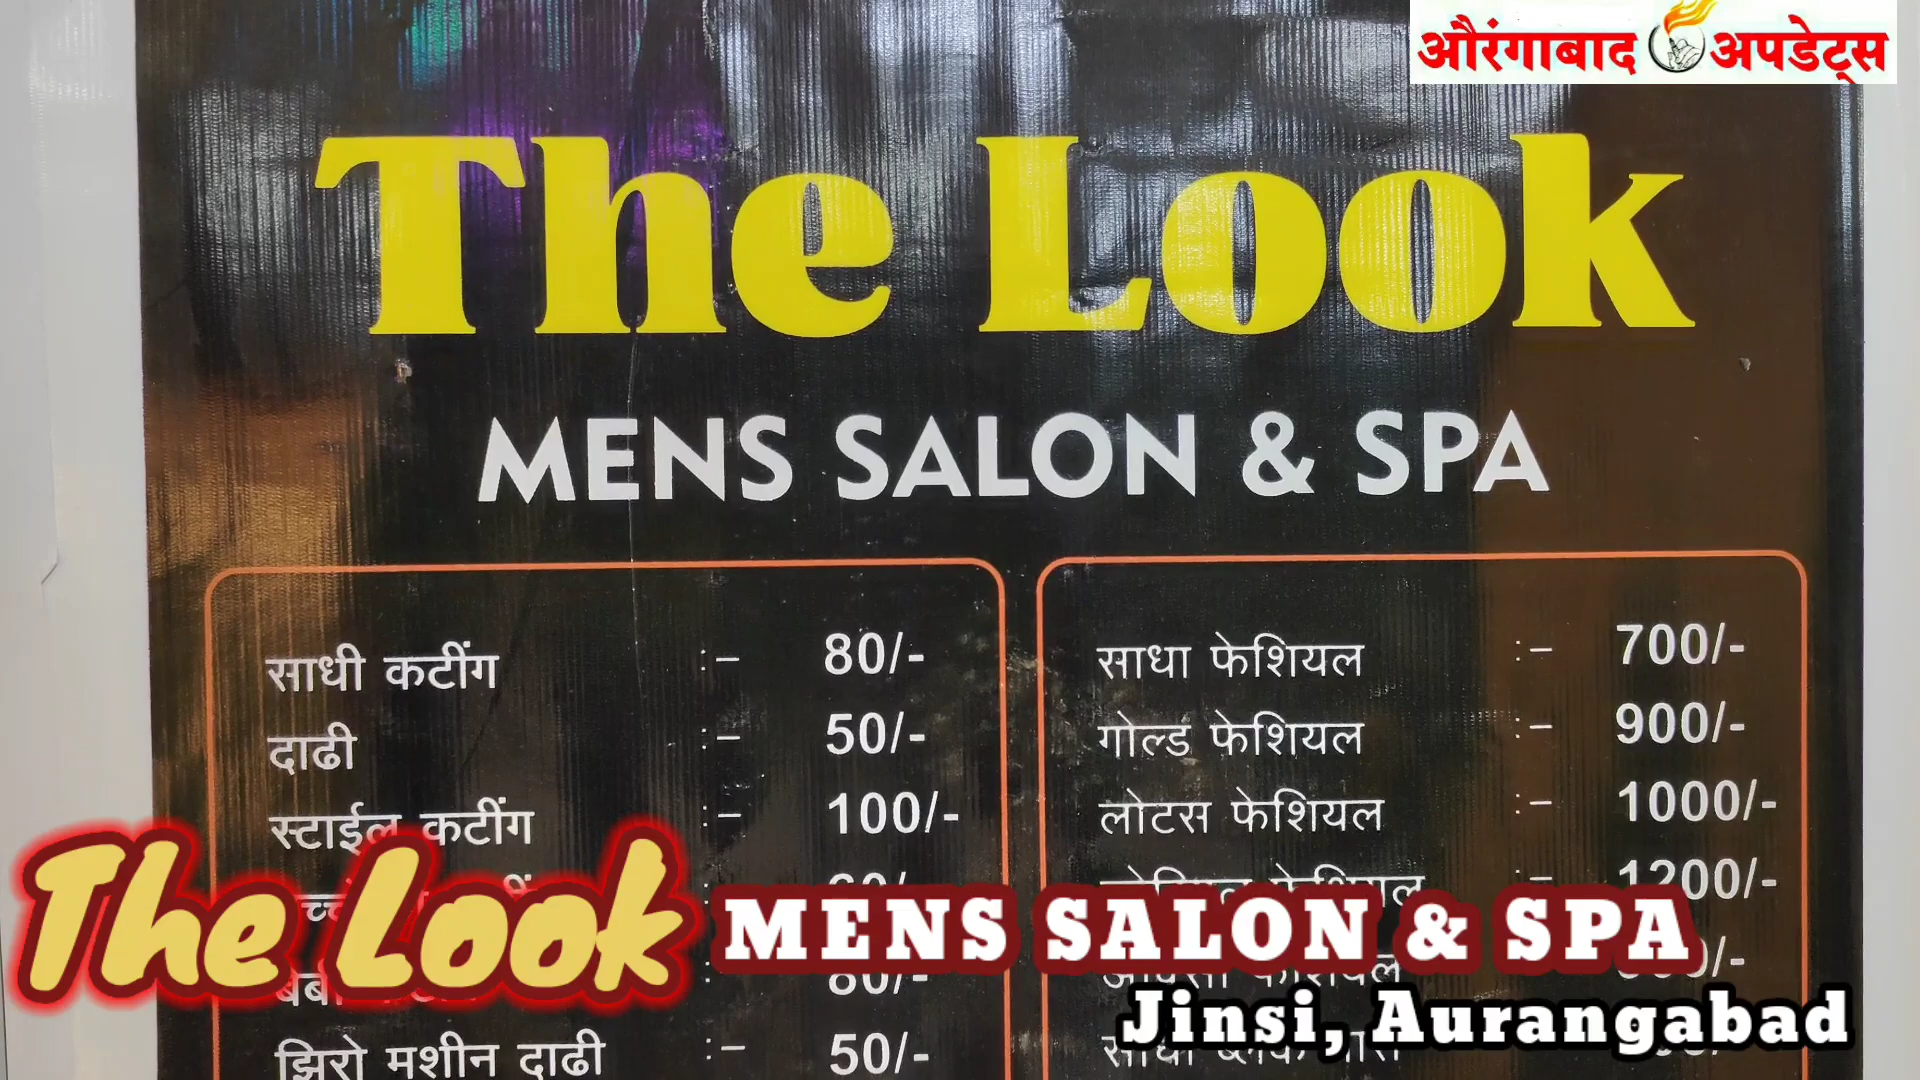 औरंगाबाद अपडेट्स
The Look
MENS SALON & SPA
साधी कटींग :- 80/-
दाढी :- 50/-
स्टाईल कटींग :- 100/-
झिरो मशीन दाढी :- 50/-
साधा फेशियल :- 700/-
गोल्ड फेशियल :- 900/-
लोटस फेशियल :- 1000/-
फेशियल :- 1200/-
The Look MENS SALON & SPA
Jinsi, Aurangabad